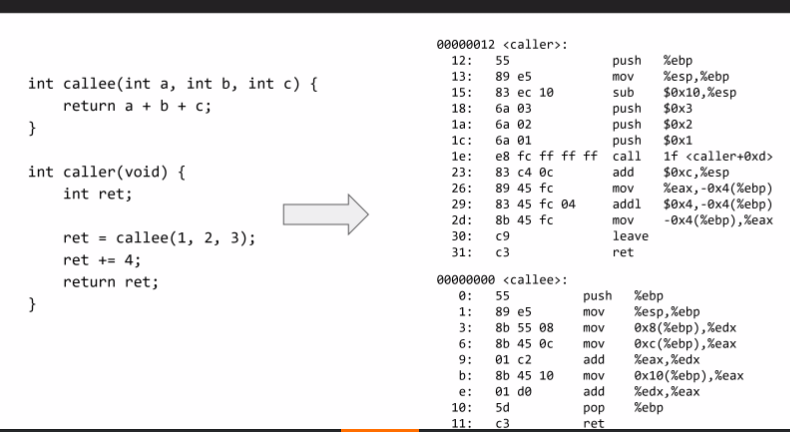 int callee(int a, int b, int c) {
    return a + b + c;
}
int caller(void) {
    int ret;
    ret = callee(1, 2, 3);
    ret += 4;
    return ret;
}
00000012 <caller>:
12: 55 push %ebp
13: 89 e5 mov %esp,%ebp
15: 83 ec 10 sub $0x10,%esp
18: 6a 03 push $0x3
1a: 6a 02 push $0x2
1c: 6a 01 push $0x1
1e: e8 fc ff ff ff call 1f <caller+0xd>
23: 83 c4 0c add $0xc,%esp
26: 89 45 fc mov %eax,-0x4(%ebp)
29: 83 45 fc 04 addl $0x4,-0x4(%ebp)
2d: 8b 45 fc mov -0x4(%ebp),%eax
30: c9 leave
31: c3 ret
00000000 <callee>:
0: 55 push %ebp
1: 89 e5 mov %esp,%ebp
3: 8b 55 08 mov 0x8(%ebp),%edx
6: 8b 45 0c mov 0xc(%ebp),%eax
9: 01 c2 add %eax,%edx
b: 8b 45 10 mov 0x10(%ebp),%eax
e: 01 d0 add %edx,%eax
10: 5d pop %ebp
11: c3 ret